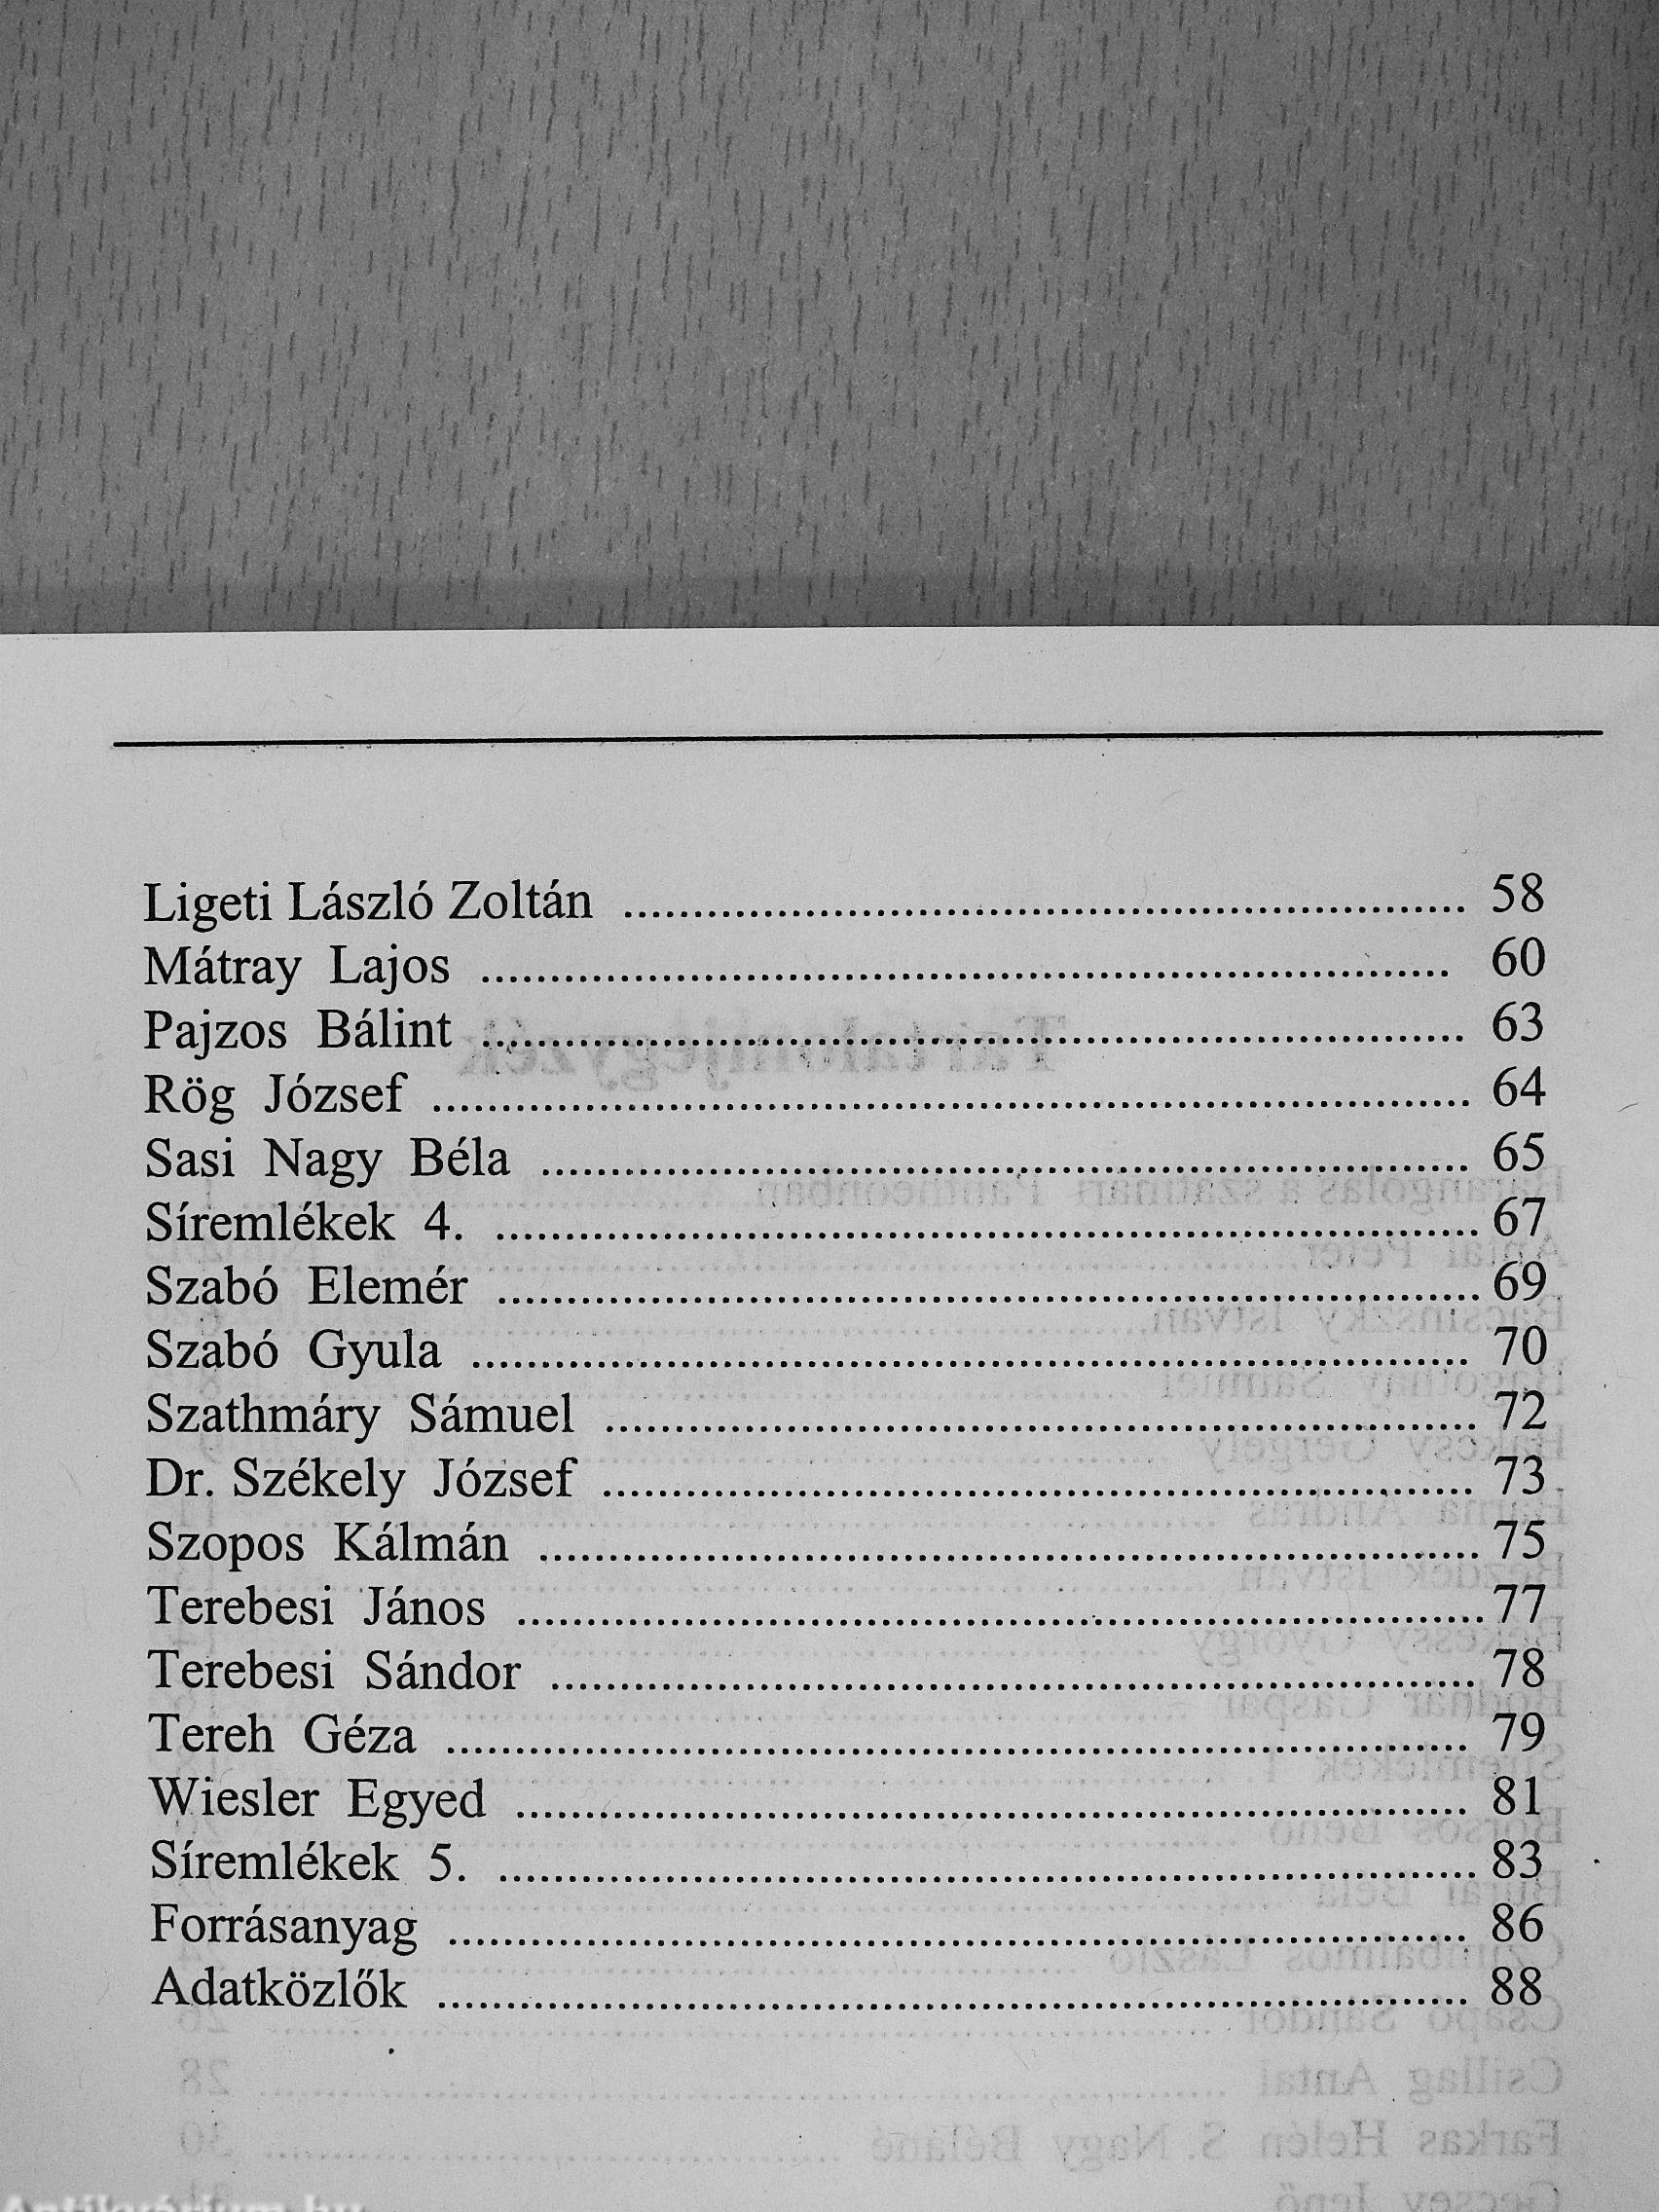 Ligeti László Zoltán .......... 58
Mátray Lajos .......... 60
Pajzos Bálint .......... 63
Rög József .......... 64
Sasi Nagy Béla .......... 65
Síremlékek 4. .......... 67
Szabó Elemér .......... 69
Szabó Gyula .......... 70
Szathmáry Sámuel .......... 72
Dr. Székely József .......... 73
Szopos Kálmán .......... 75
Terebesi János .......... 77
Terebesi Sándor .......... 78
Tereh Géza .......... 79
Wiesler Egyed .......... 81
Síremlékek 5. .......... 83
Forrásanyag .......... 86
Adatközlők .......... 88